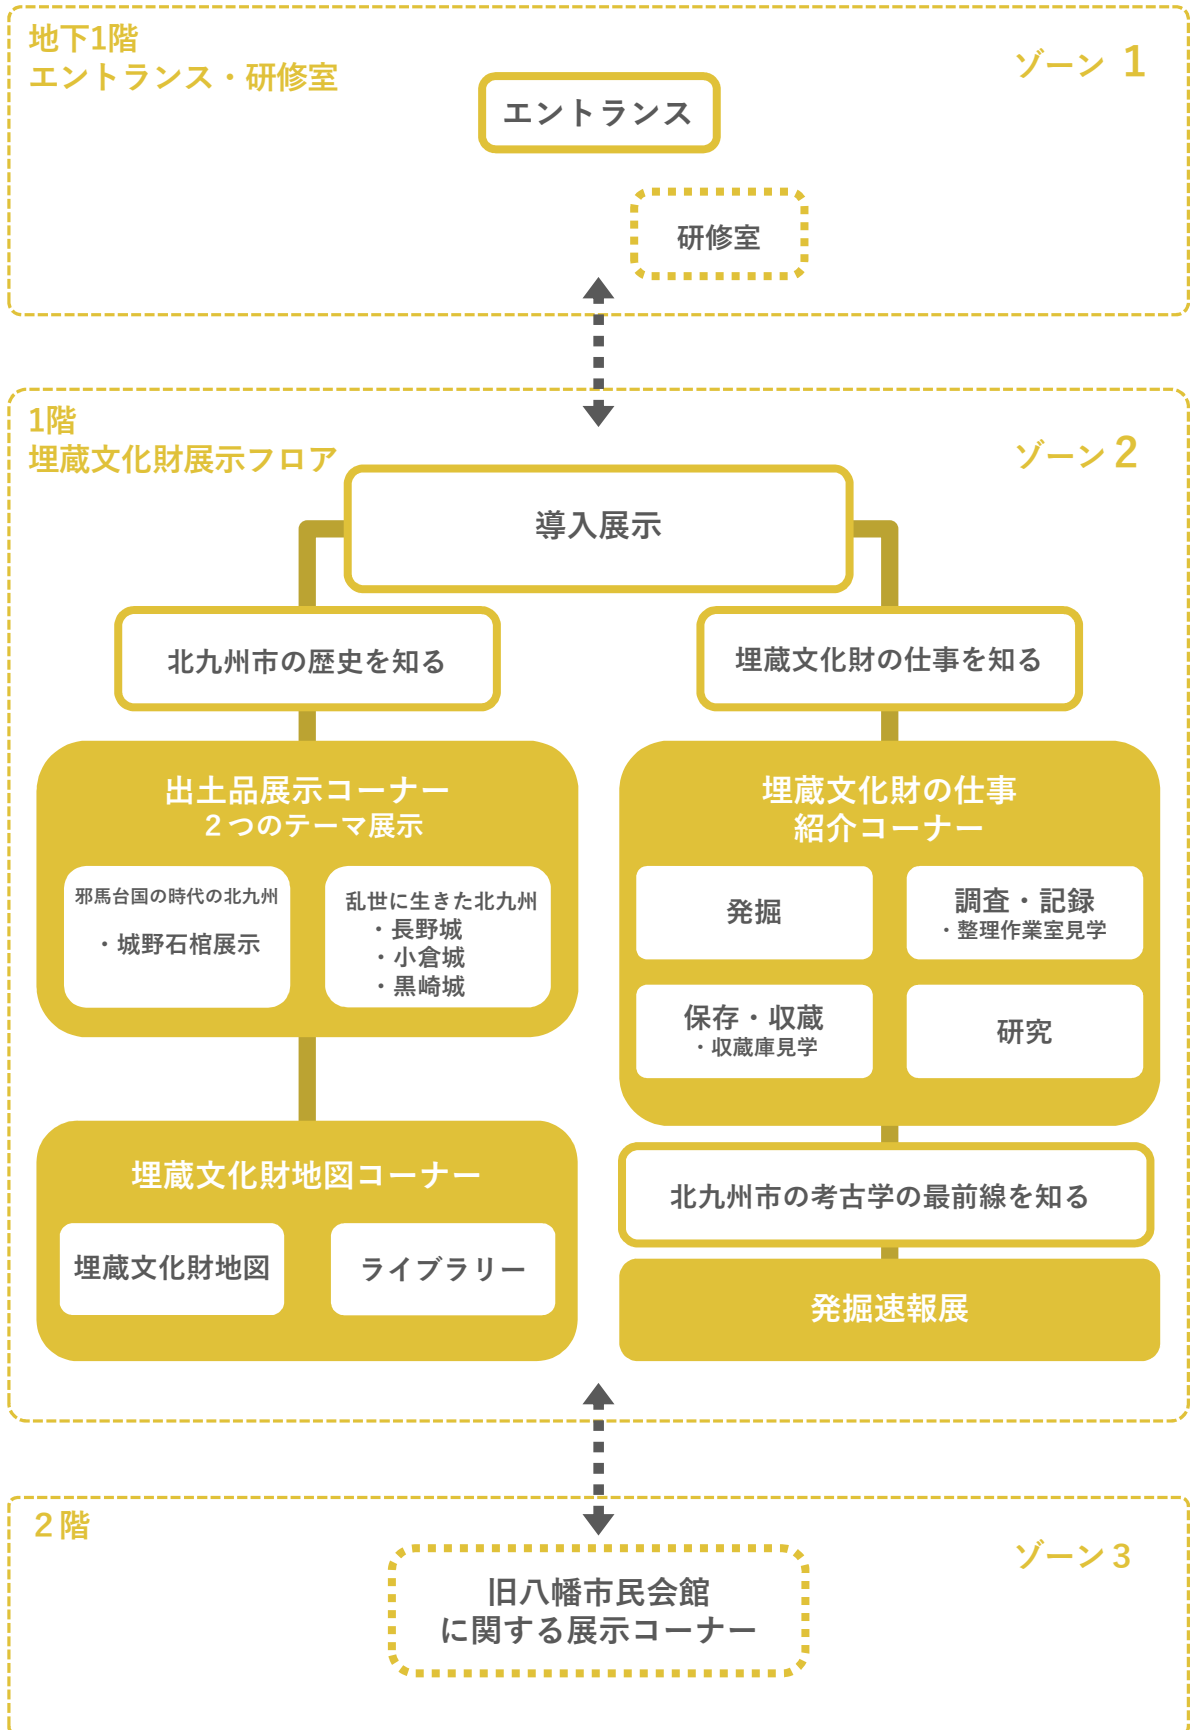 地下1階
エントランス・研修室
ゾーン 1
エントランス
研修室
1階
埋蔵文化財展示フロア
ゾーン 2
導入展示
北九州市の歴史を知る
埋蔵文化財の仕事を知る
出土品展示コーナー
２つのテーマ展示
邪馬台国の時代の北九州
・城野石棺展示
乱世に生きた北九州
・長野城
・小倉城
・黒崎城
埋蔵文化財の仕事
紹介コーナー
発掘
調査・記録
・整理作業室見学
保存・収蔵
・収蔵庫見学
研究
埋蔵文化財地図コーナー
埋蔵文化財地図
ライブラリー
北九州市の考古学の最前線を知る
発掘速報展
２階
ゾーン３
旧八幡市民会館
に関する展示コーナー